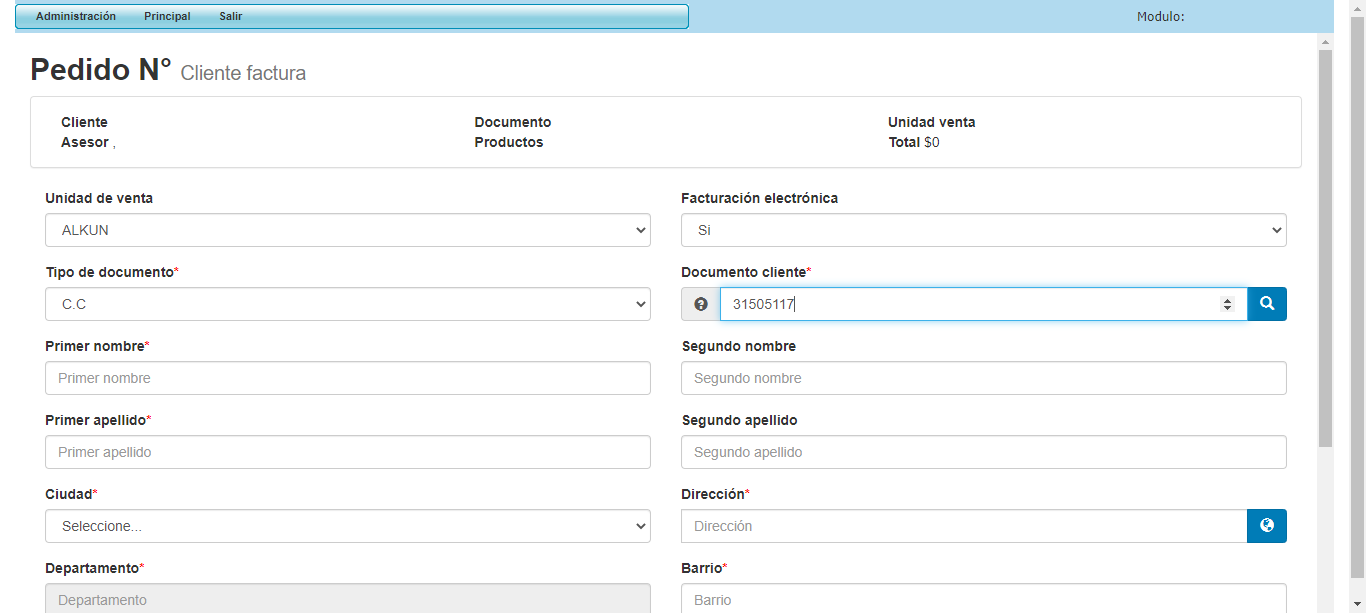 Administración Principal Salir Modulo:
Pedido N° Cliente factura
Cliente Documento Unidad venta
Asesor , Productos Total $0
Unidad de venta Facturación electrónica
ALKUN Si
Tipo de documento* Documento cliente*
C.C 31505117
Primer nombre* Segundo nombre
Primer nombre Segundo nombre
Primer apellido* Segundo apellido
Primer apellido Segundo apellido
Ciudad* Dirección*
Seleccione... Dirección
Departamento* Barrio*
Departamento Barrio